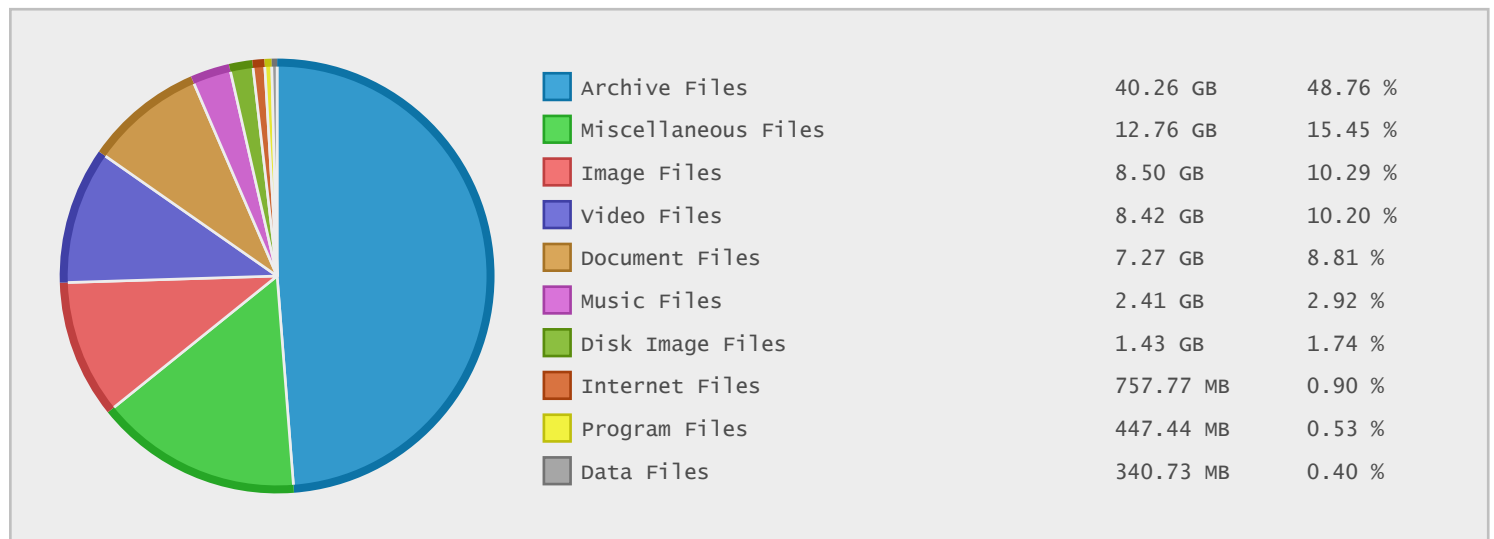 Archive Files 40.26 GB 48.76 %
Miscellaneous Files 12.76 GB 15.45 %
Image Files 8.50 GB 10.29 %
Video Files 8.42 GB 10.20 %
Document Files 7.27 GB 8.81 %
Music Files 2.41 GB 2.92 %
Disk Image Files 1.43 GB 1.74 %
Internet Files 757.77 MB 0.90 %
Program Files 447.44 MB 0.53 %
Data Files 340.73 MB 0.40 %